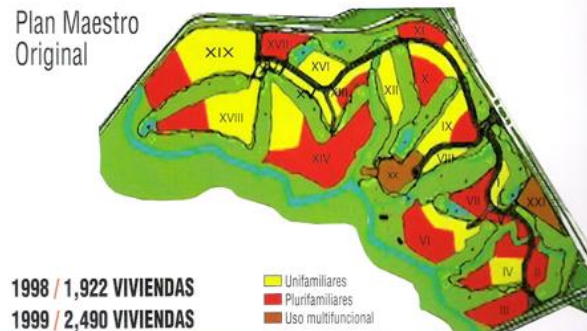 Plan Maestro
Original
XIX
XVII
XI
XVI
X
XII
XVIII
IX
XIV
VIII
XX
I
VII
XXI
VI
IV
II
III
1998 / 1,922 VIVIENDAS
1999 / 2,490 VIVIENDAS
Unifamiliares
Plurifamiliares
Uso multifuncional